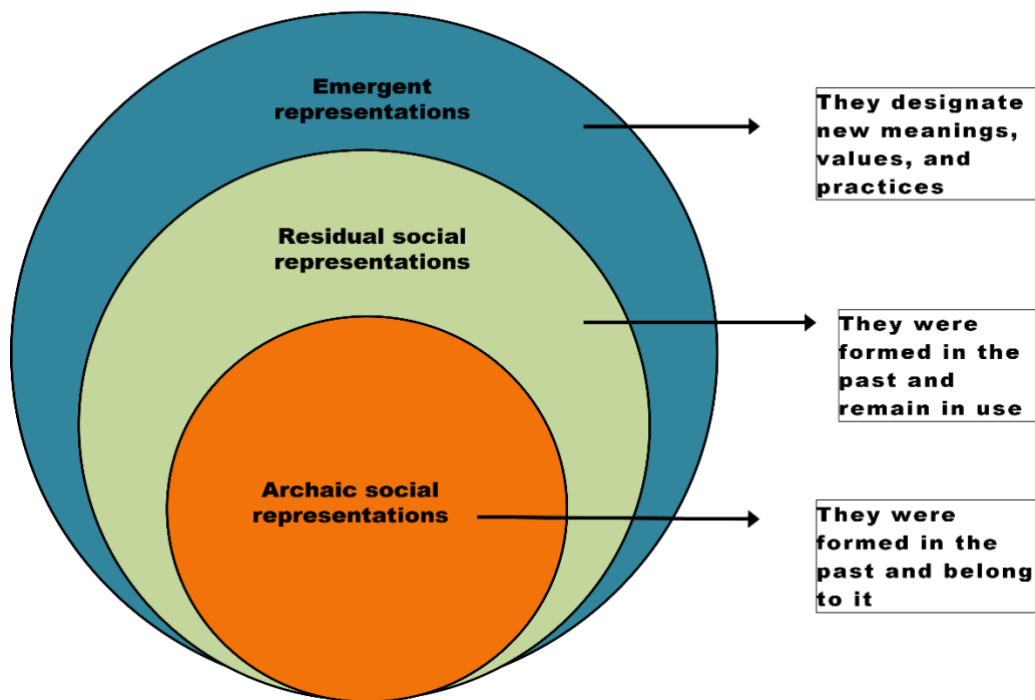 Emergent
representations
They designate
new meanings,
values, and
practices
Residual social
representations
They were
formed in the
past and
remain in use
Archaic social
representations
They were
formed in the
past and belong
to it